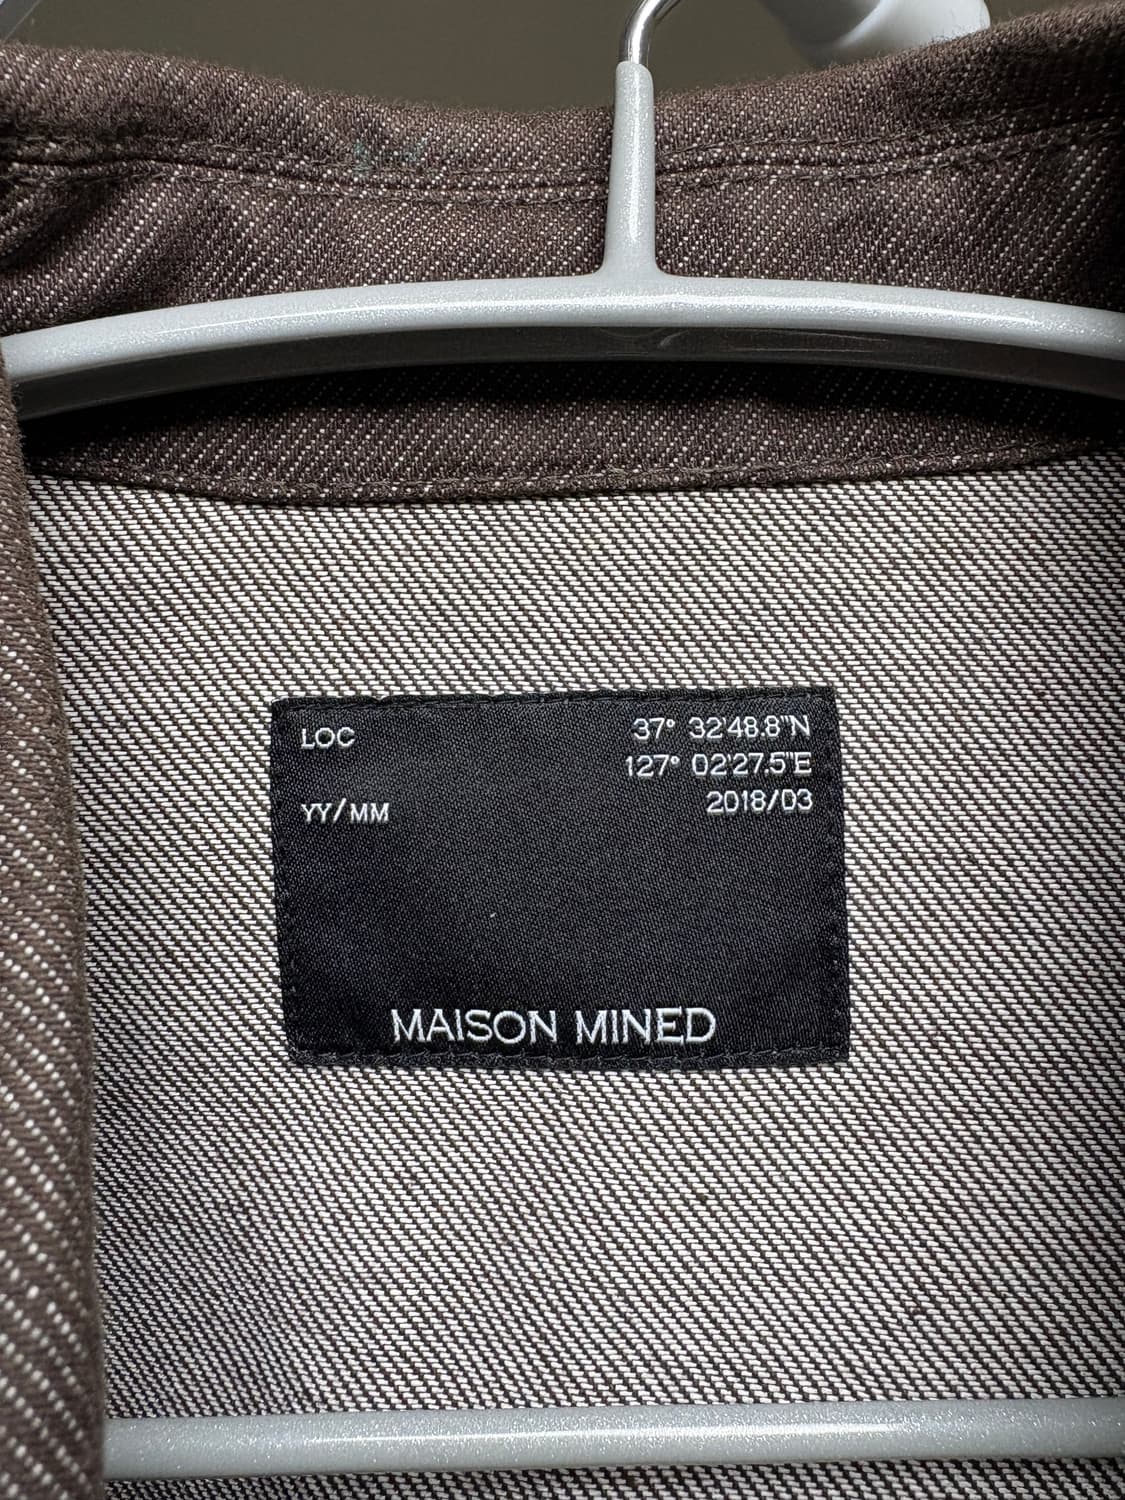 LOC 37° 32'48.8"N
127° 02'27.5"E
YY/MM 2018/03
MAISON MINED